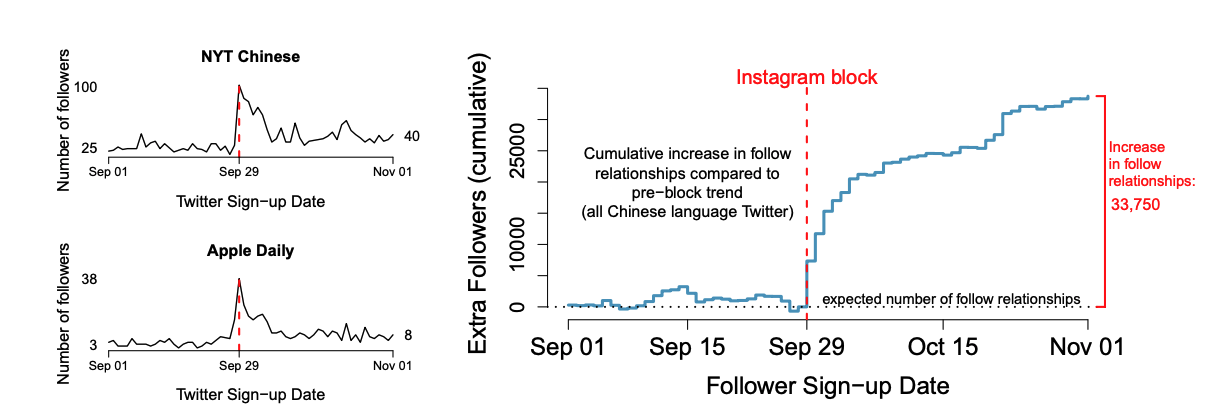 NYT Chinese
Number of followers
100
25
40
Sep 01
Sep 29
Nov 01
Twitter Sign−up Date
Apple Daily
Number of followers
38
3
8
Sep 01
Sep 29
Nov 01
Twitter Sign−up Date
Instagram block
Extra Followers (cumulative)
25000
10000
0
Cumulative increase in follow
relationships compared to
pre−block trend
(all Chinese language Twitter)
expected number of follow relationships
Increase
in follow
relationships:
33,750
Sep 01
Sep 15
Sep 29
Oct 15
Nov 01
Follower Sign−up Date